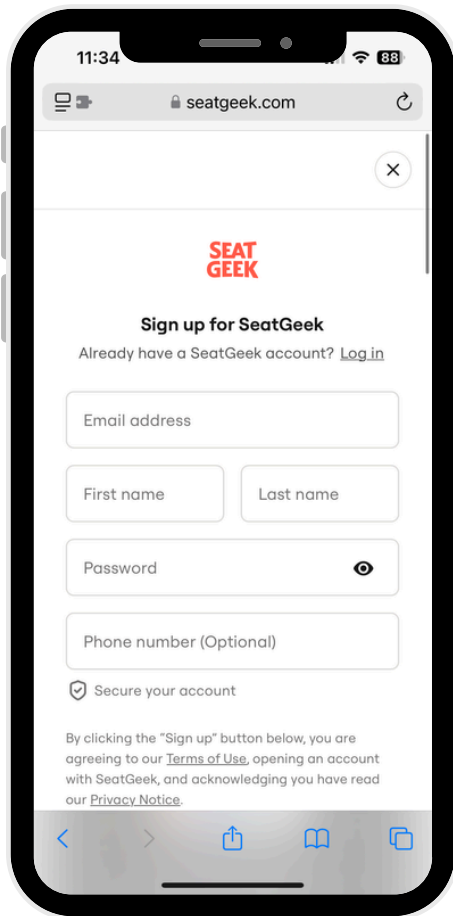 11:34
88
seatgeek.com
SEAT
GEEK
Sign up for SeatGeek
Already have a SeatGeek account? Log in
Email address
First name
Last name
Password
Phone number (Optional)
Secure your account
By clicking the “Sign up” button below, you are
agreeing to our Terms of Use, opening an account
with SeatGeek, and acknowledging you have read
our Privacy Notice.